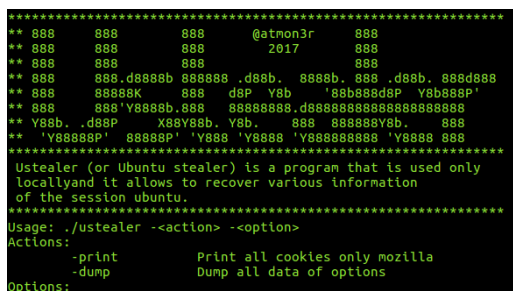 ****************************************************************
** 888     888        888      @atmon3r     888
** 888     888        888        2017       888
** 888     888        888                   888
** 888     888.d8888b 888888 .d88b.  8888b. 888 .d88b. 888d888
** 888     88888K     888   d8P  Y8b    '88b888d8P  Y8b888P'
** 888     888'Y8888b.888   88888888.d888888888888888888888
** Y88b. .d88P     X88Y88b. Y8b.    888  888888Y8b.    888
**  'Y88888P'  88888P' 'Y888 'Y8888 'Y888888888 'Y8888 888
****************************************************************
Ustealer (or Ubuntu stealer) is a program that is used only
locallyand it allows to recover various information
of the session ubuntu.
****************************************************************
Usage: ./ustealer -<action> -<option>
Actions:
-print Print all cookies only mozilla
-dump Dump all data of options
Options: